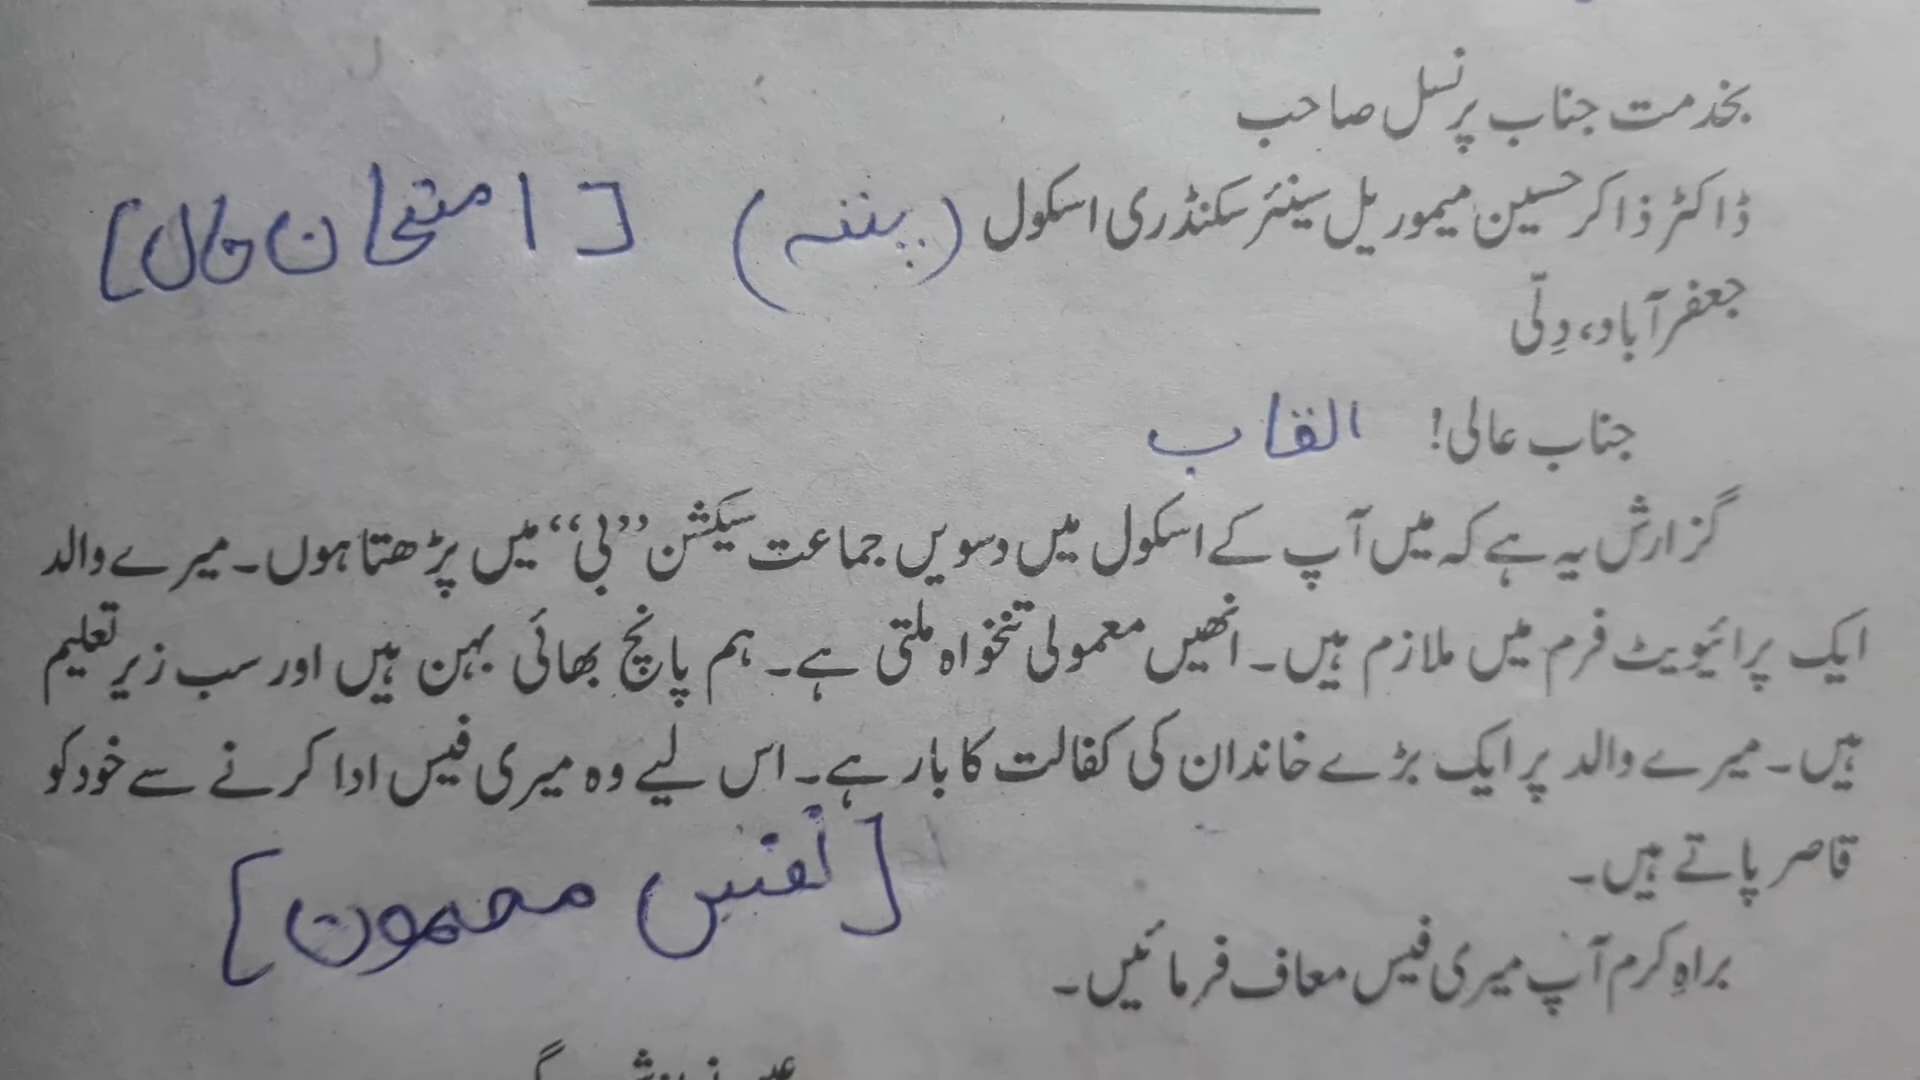 بخدمت جناب پرنسل صاحب
ڈاکٹر ذاکر حسین میموریل سینئر سکنڈری اسکول (پتہ) [امتحان ہال]
جعفر آباد، دِلّی
جناب عالی! القاب
گزارش یہ ہے کہ میں آپ کے اسکول میں دسویں جماعت سیکشن ”بی“ میں پڑھتا ہوں۔ میرے والد
ایک پرائیویٹ فرم میں ملازم ہیں۔ انھیں معمولی تنخواہ ملتی ہے۔ ہم پانچ بھائی بہن ہیں اور سب زیرِ تعلیم
ہیں۔ میرے والد پر ایک بڑے خاندان کی کفالت کا بار ہے۔ اس لیے وہ میری فیس ادا کرنے سے خود کو
قاصر پاتے ہیں۔
[نفس مضمون]
براہِ کرم آپ میری فیس معاف فرمائیں۔